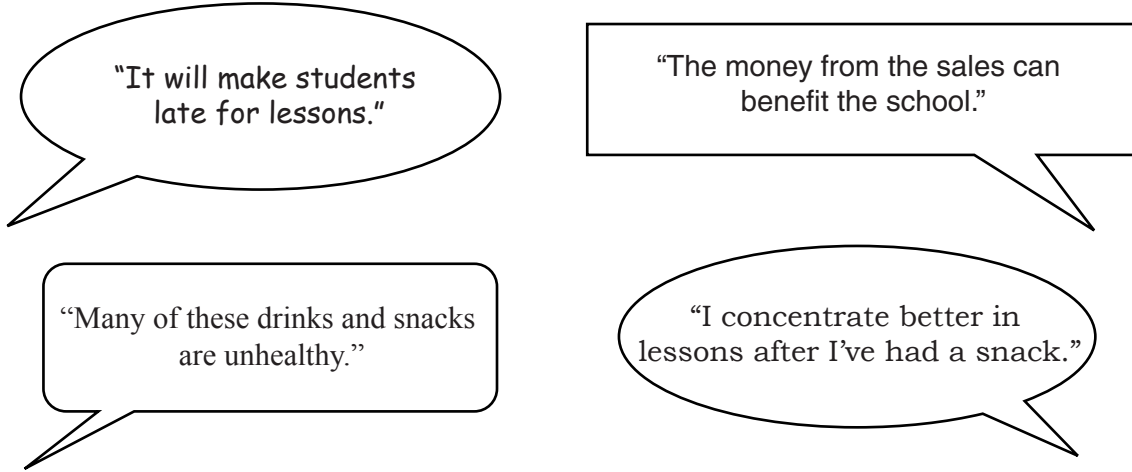 “It will make students
late for lessons.”
“The money from the sales can
benefit the school.”
“Many of these drinks and snacks
are unhealthy.”
“I concentrate better in
lessons after I’ve had a snack.”